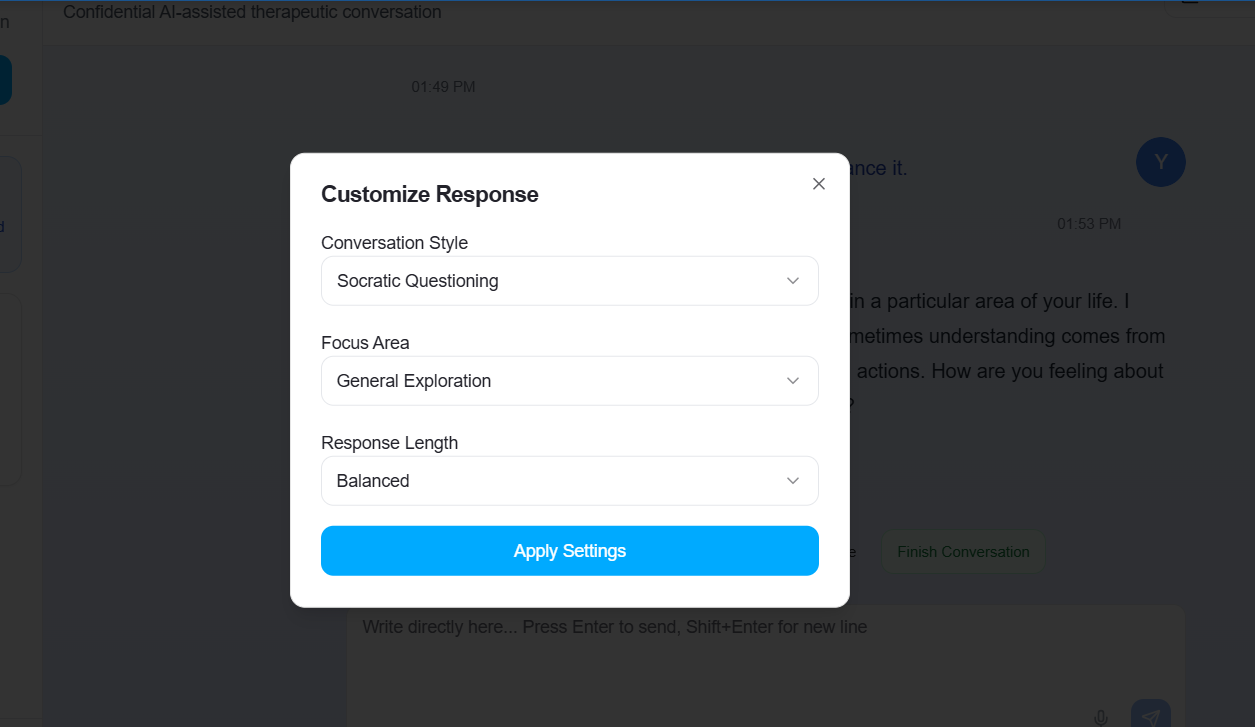 n
Confidential AI-assisted therapeutic conversation
01:49 PM
ance it.
Y
01:53 PM
d
Customize Response
Conversation Style
Socratic Questioning
Focus Area
General Exploration
Response Length
Balanced
Apply Settings
in a particular area of your life. I
metimes understanding comes from
actions. How are you feeling about
?
e
Finish Conversation
Write directly here... Press Enter to send, Shift+Enter for new line